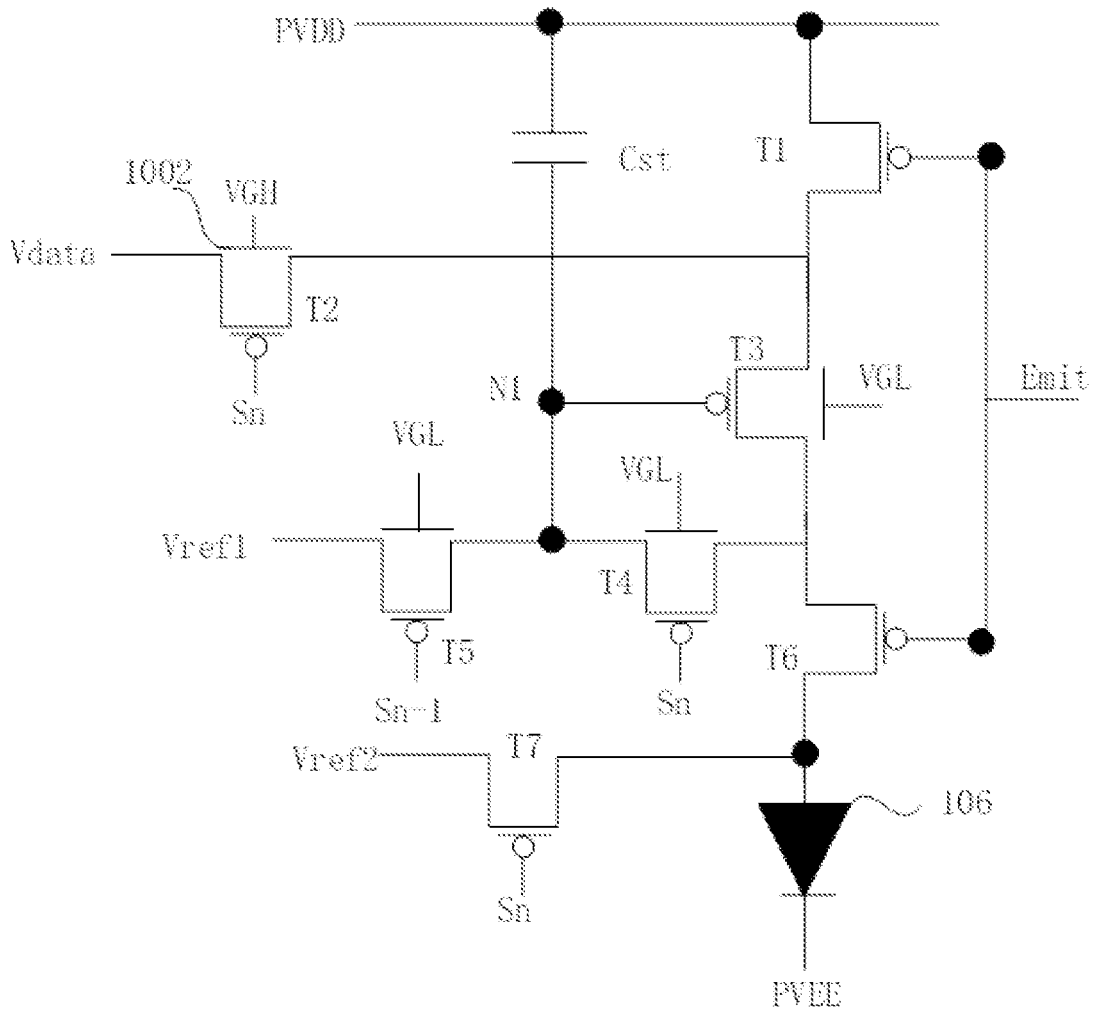 PVDD
T1
Cst
1002
VGH
Vdata
T2
T3
VGL
Emit
N1
Sn
VGL
VGL
Vref1
T4
T5
T6
Sn-1
Sn
T7
Vref2
106
Sn
PVEE